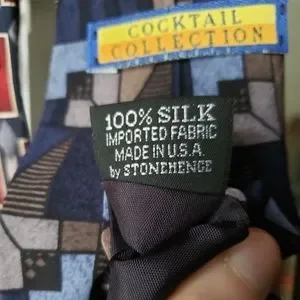 COCKTAIL
COLLECTION
100% SILK
IMPORTED FABRIC
MADE IN U.S.A.
by STONEHENGE